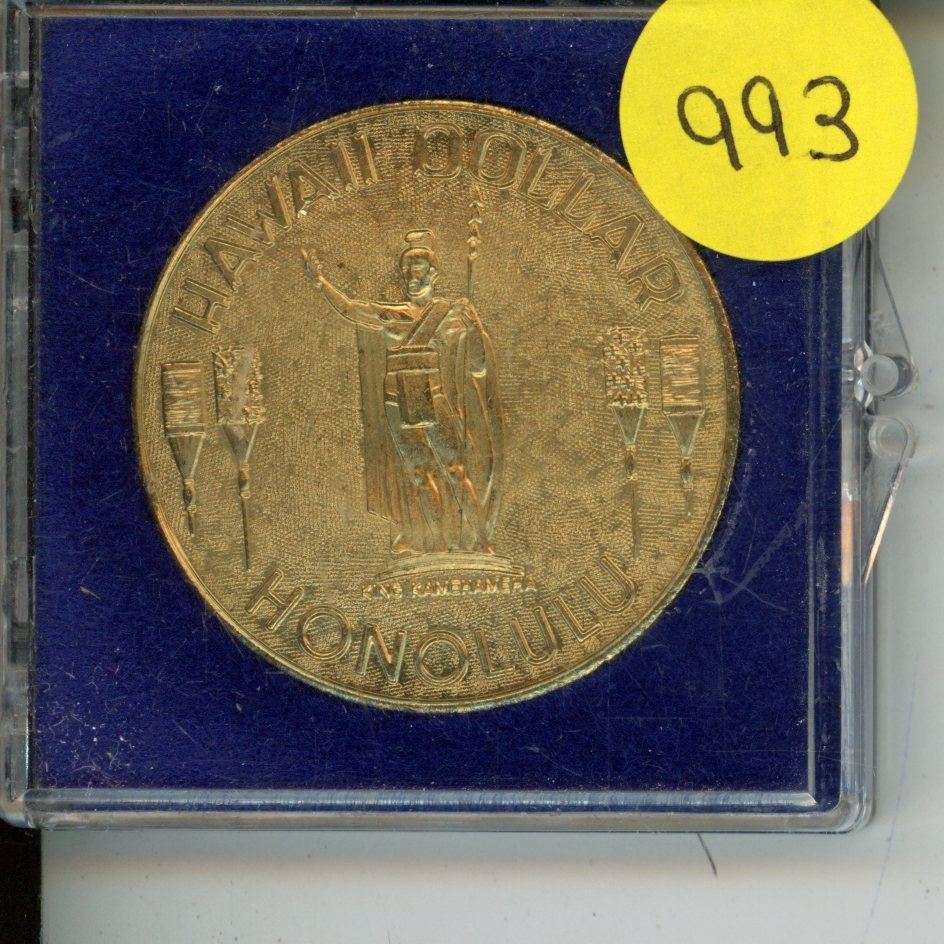 993
HAWAII DOLLAR
KING KAMEHAMEHA
HONOLULU